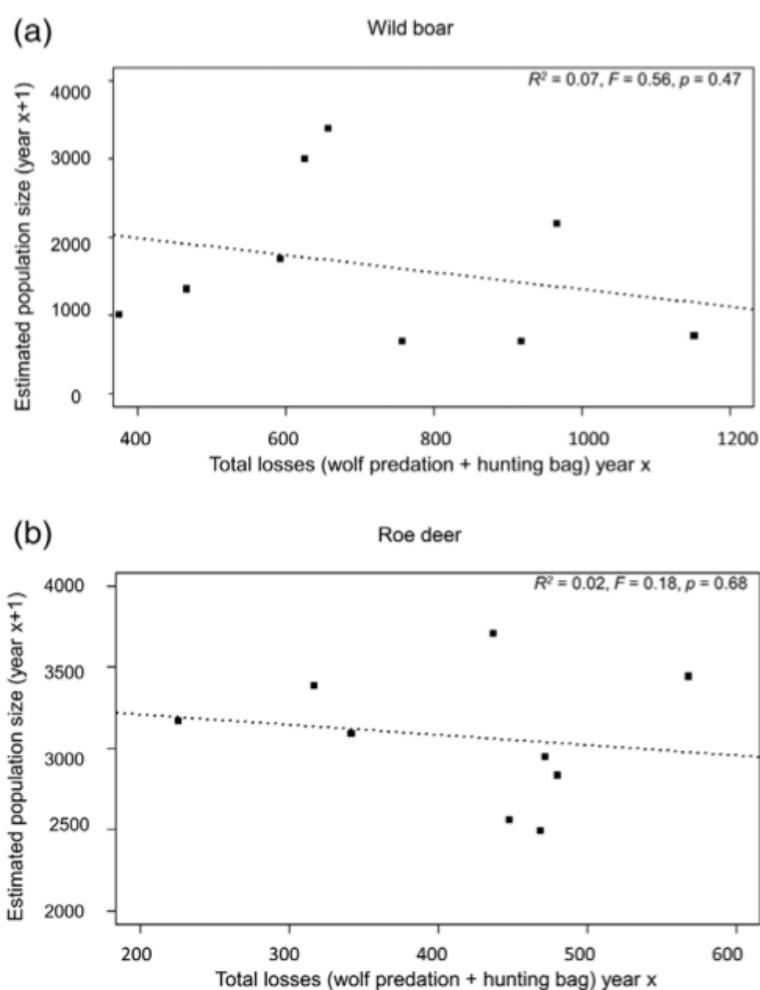 (a)
Wild boar
R² = 0.07, F = 0.56, p = 0.47
Estimated population size (year x+1)
4000
3000
2000
1000
0
400 600 800 1000 1200
Total losses (wolf predation + hunting bag) year x
(b)
Roe deer
R² = 0.02, F = 0.18, p = 0.68
Estimated population size (year x+1)
4000
3500
3000
2500
2000
200 300 400 500 600
Total losses (wolf predation + hunting bag) year x